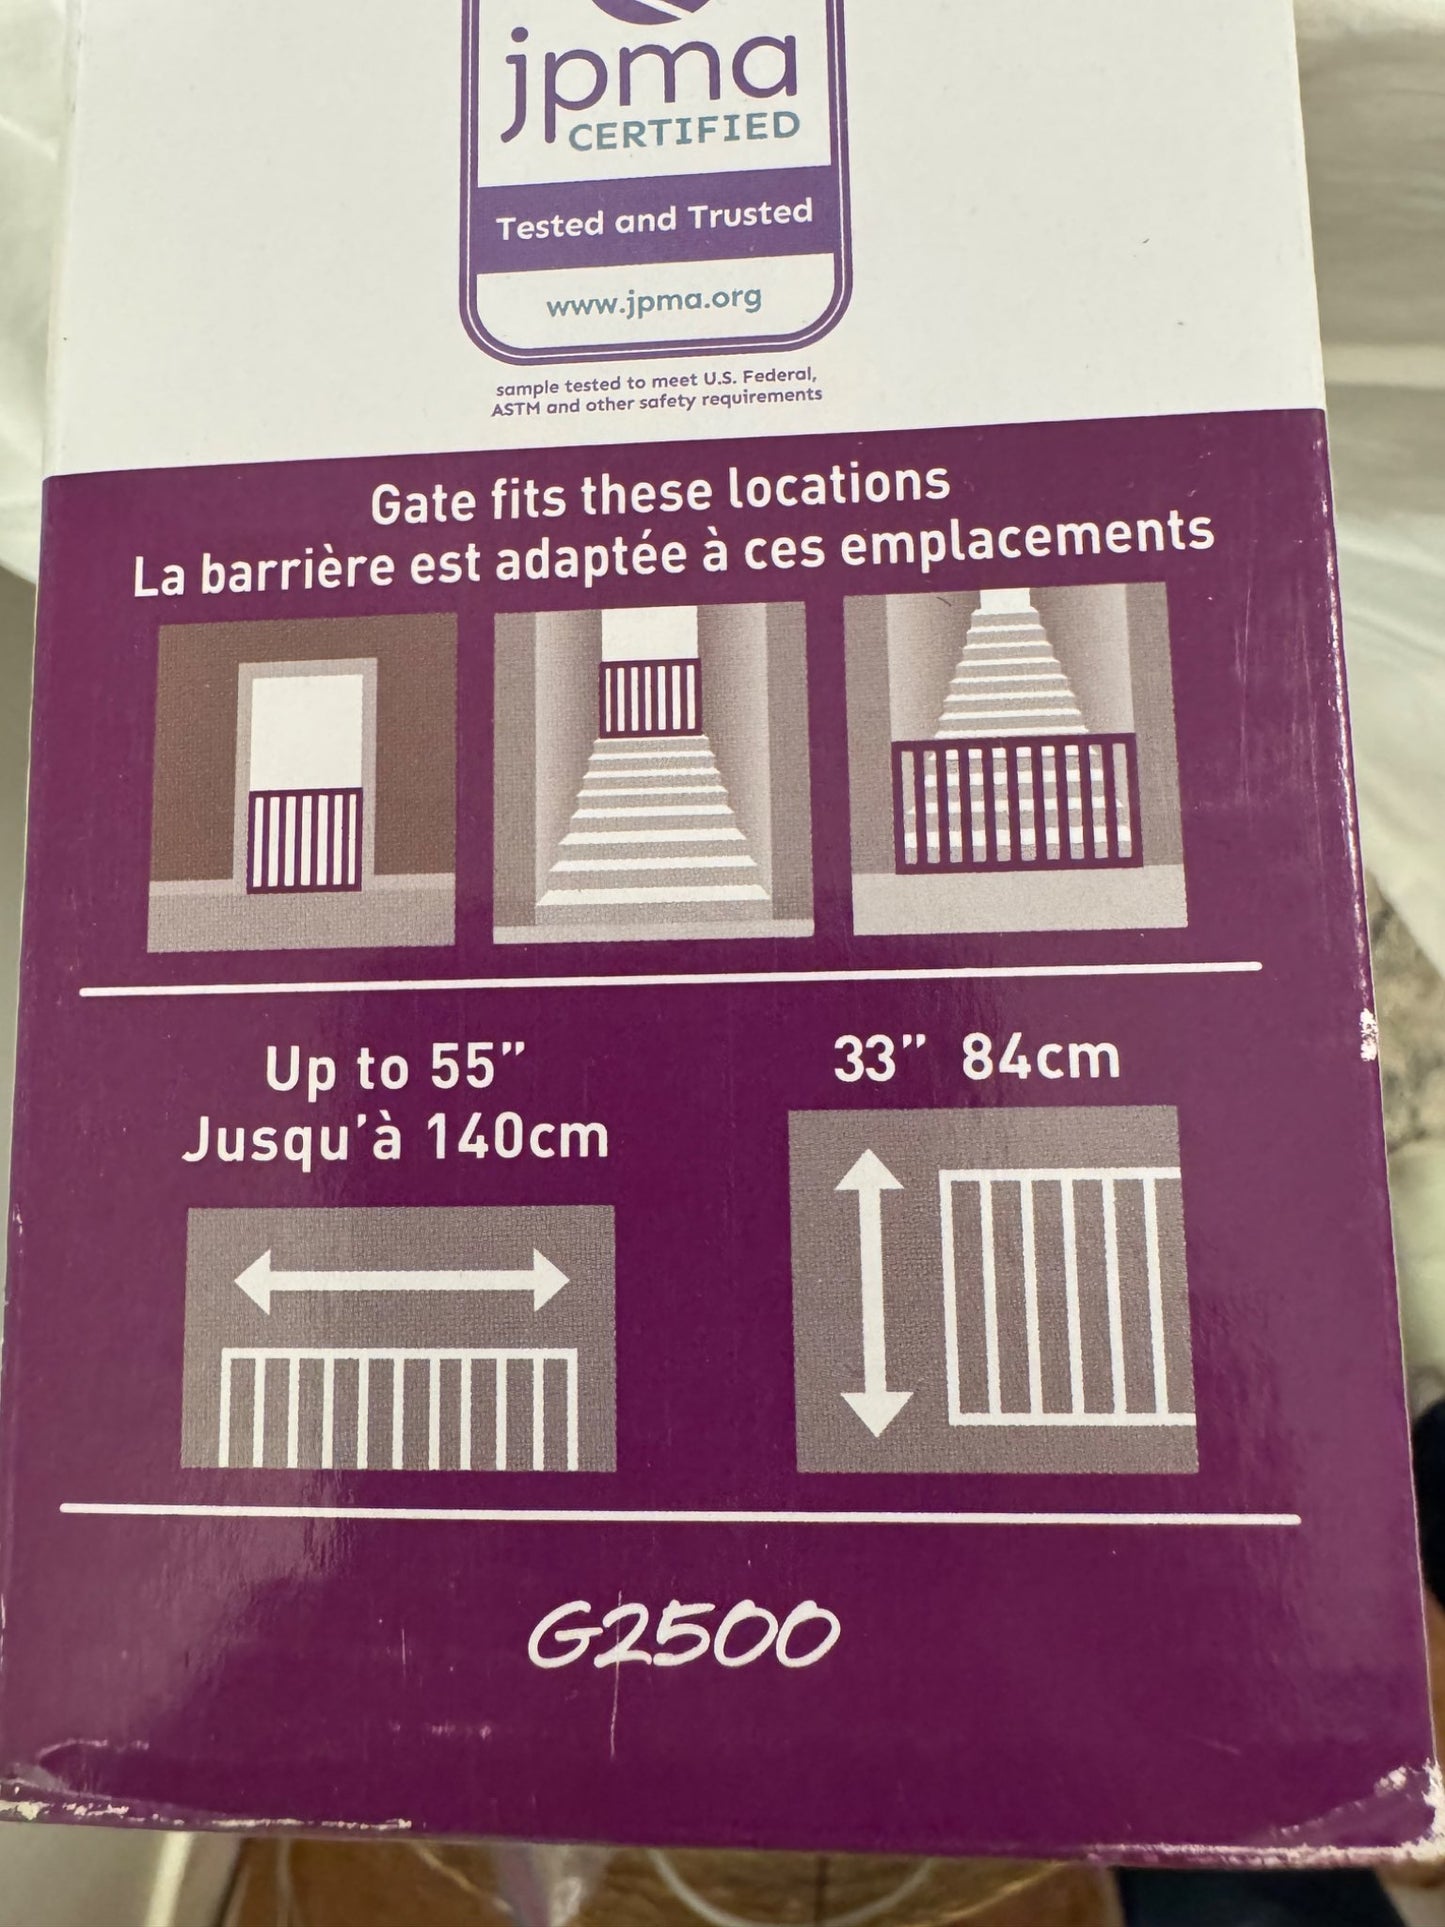 jpma
CERTIFIED
Tested and Trusted
www.jpma.org
sample tested to meet U.S. Federal,
ASTM and other safety requirements
Gate fits these locations
La barrière est adaptée à ces emplacements
Up to 55”
Jusqu’à 140cm
33” 84cm
G2500